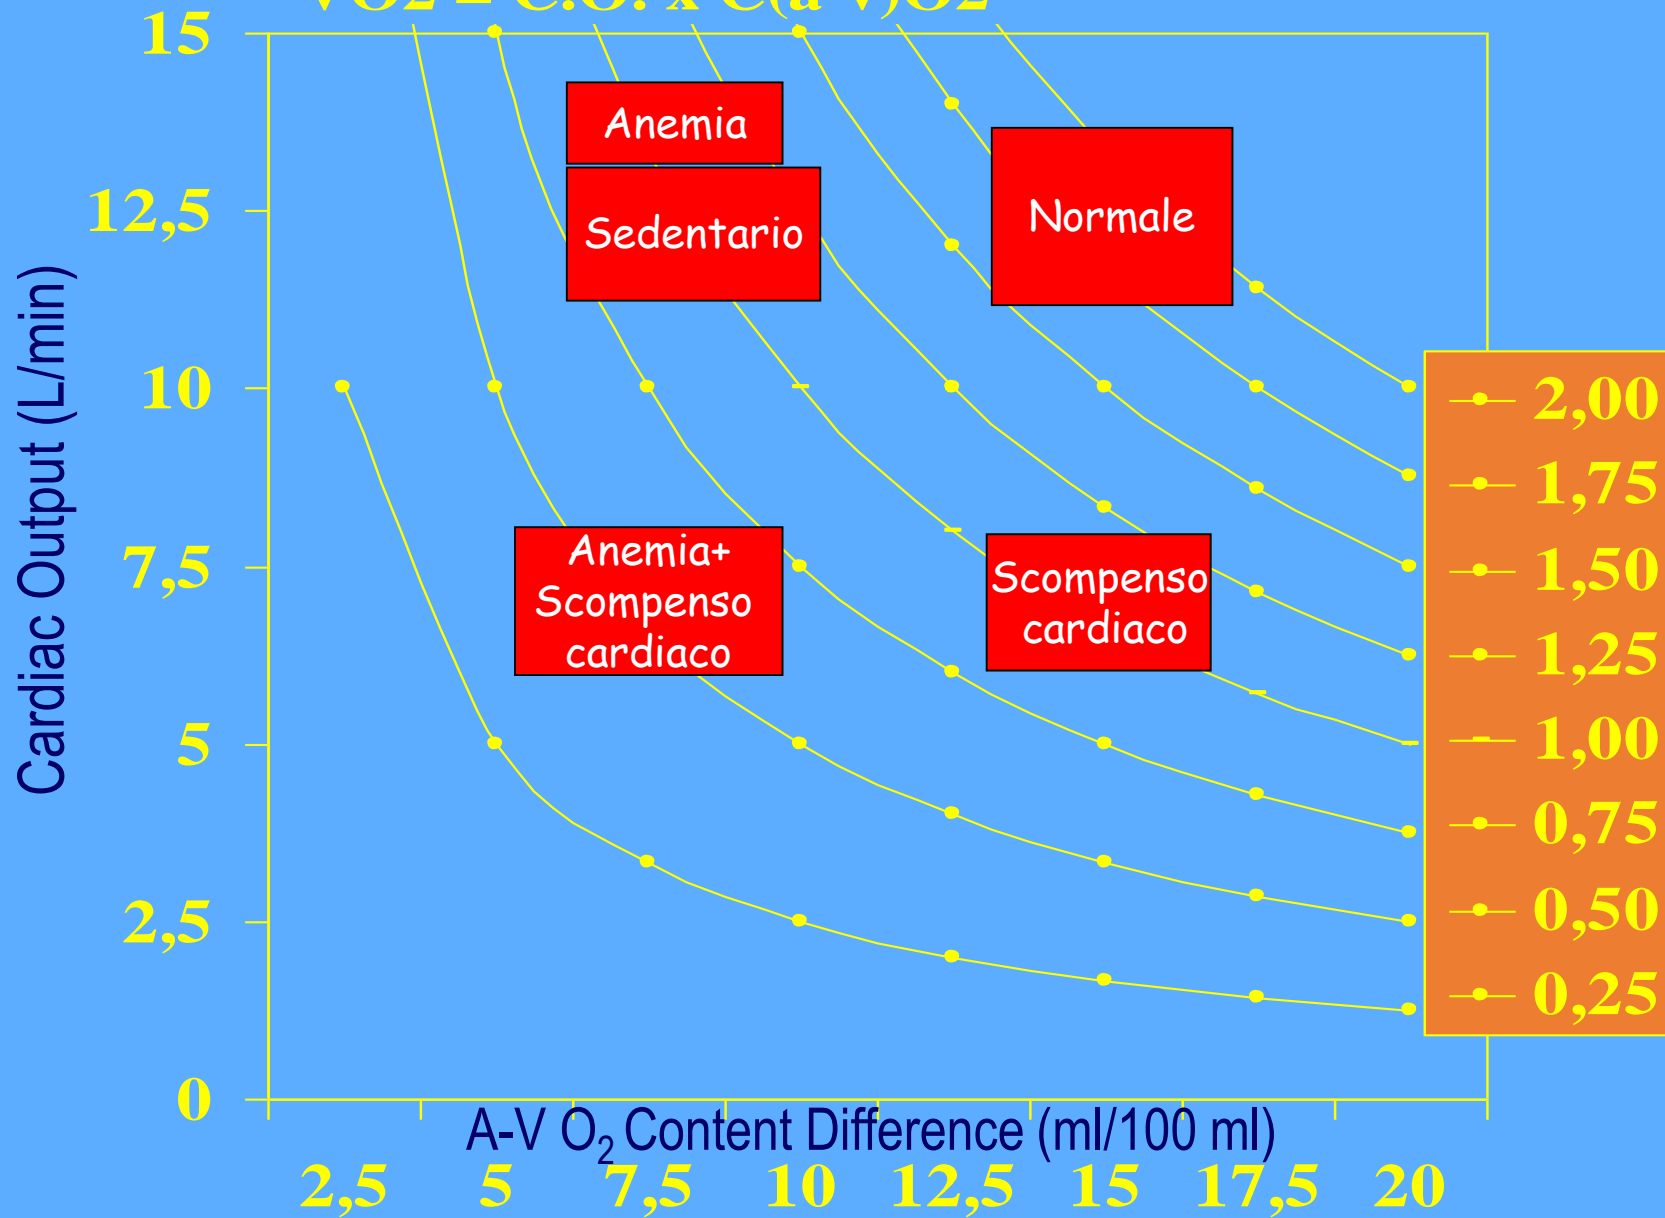 VO2 = C.O. x C(a-v)O2
15
12,5
10
7,5
5
2,5
0
Cardiac Output (L/min)
Anemia
Sedentario
Normale
Anemia+
Scompenso
cardiaco
Scompenso
cardiaco
2,00
1,75
1,50
1,25
1,00
0,75
0,50
0,25
A-V O₂ Content Difference (ml/100 ml)
2,5 5 7,5 10 12,5 15 17,5 20